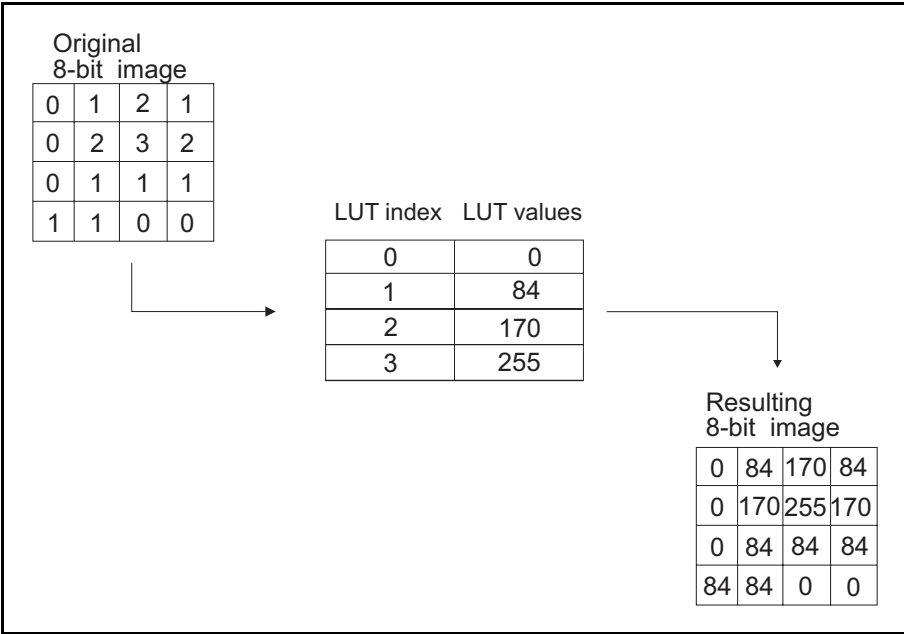 Original
8-bit image
0 1 2 1
0 2 3 2
0 1 1 1
1 1 0 0
LUT index LUT values
0 0
1 84
2 170
3 255
Resulting
8-bit image
0 84 170 84
0 170 255 170
0 84 84 84
84 84 0 0